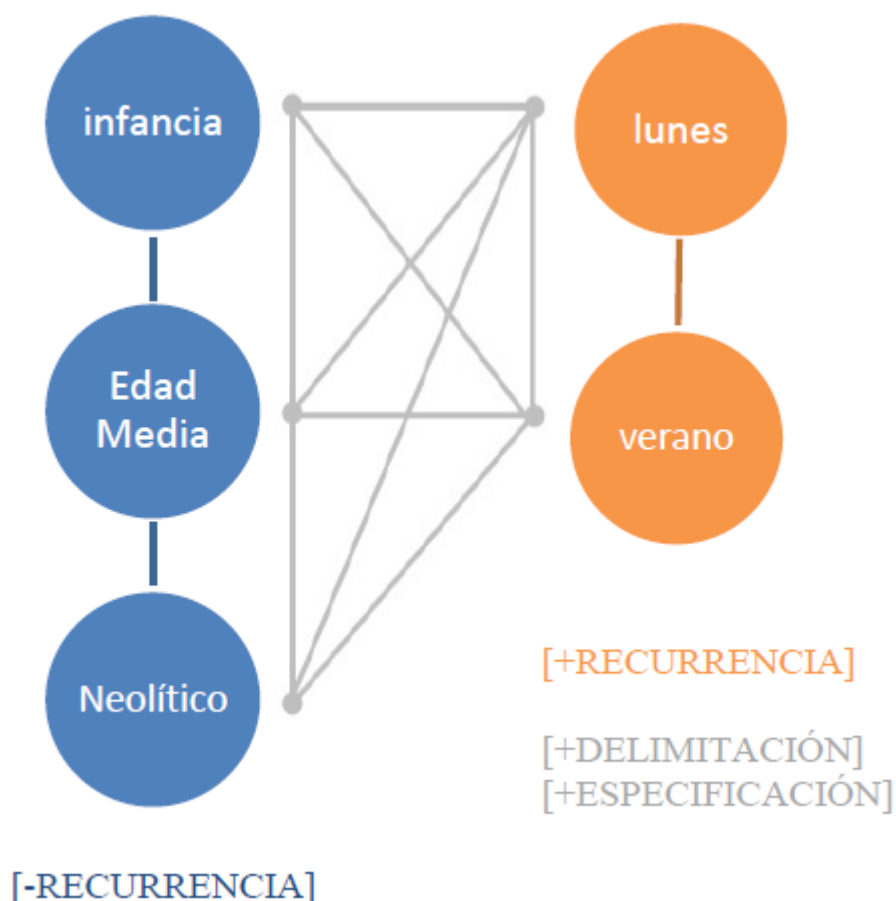 infancia
lunes
Edad
Media
verano
Neolítico
[+RECURRENCIA]
[+DELIMITACIÓN]
[+ESPECIFICACIÓN]
[-RECURRENCIA]